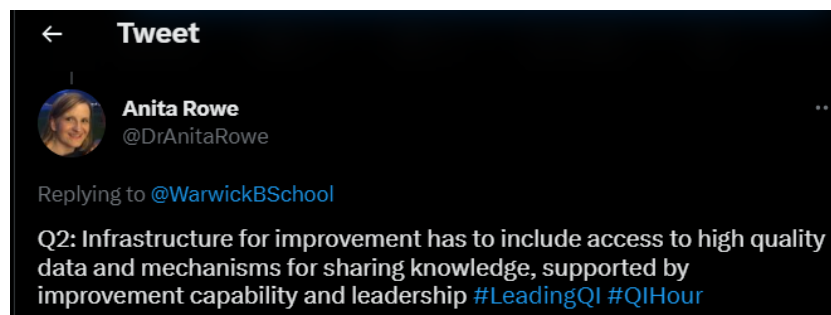 Tweet
Anita Rowe
@DrAnitaRowe
Replying to @WarwickBSchool
Q2: Infrastructure for improvement has to include access to high quality
data and mechanisms for sharing knowledge, supported by
improvement capability and leadership #LeadingQI #QIHour